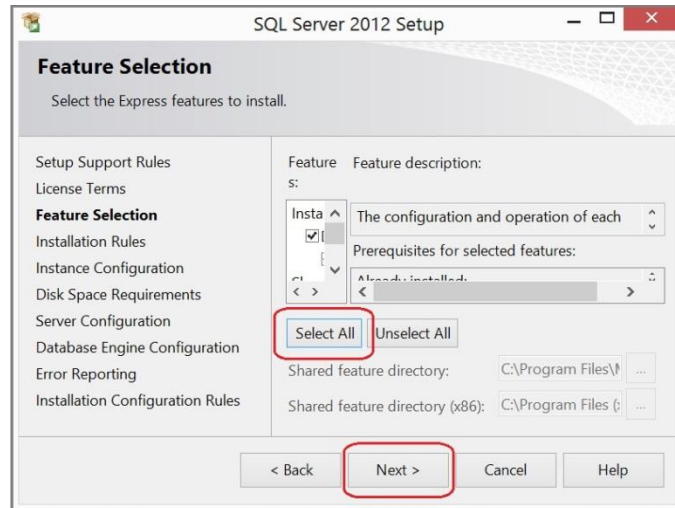 SQL Server 2012 Setup
Feature Selection
Select the Express features to install.
Setup Support Rules
License Terms
Feature Selection
Installation Rules
Instance Configuration
Disk Space Requirements
Server Configuration
Database Engine Configuration
Error Reporting
Installation Configuration Rules
Feature
s:
Feature description:
Insta
The configuration and operation of each
Prerequisites for selected features:
Already installed:
Select All
Unselect All
Shared feature directory:
C:\Program Files\
...
Shared feature directory (x86):
C:\Program Files (
...
< Back
Next >
Cancel
Help